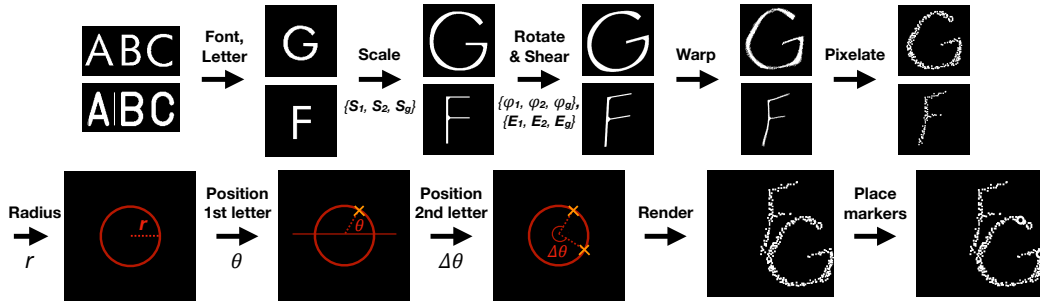 ABC
A|BC
Font,
Letter
G
F
Scale
{S1, S2, Sg}
G
F
Rotate
& Shear
{φ1, φ2, φg},
{E1, E2, Eg}
G
F
Warp
G
F
Pixelate
G
F
Radius
r
r
Position
1st letter
θ
θ
Position
2nd letter
Δθ
Δθ
Render
F
G
Place
markers
F
G